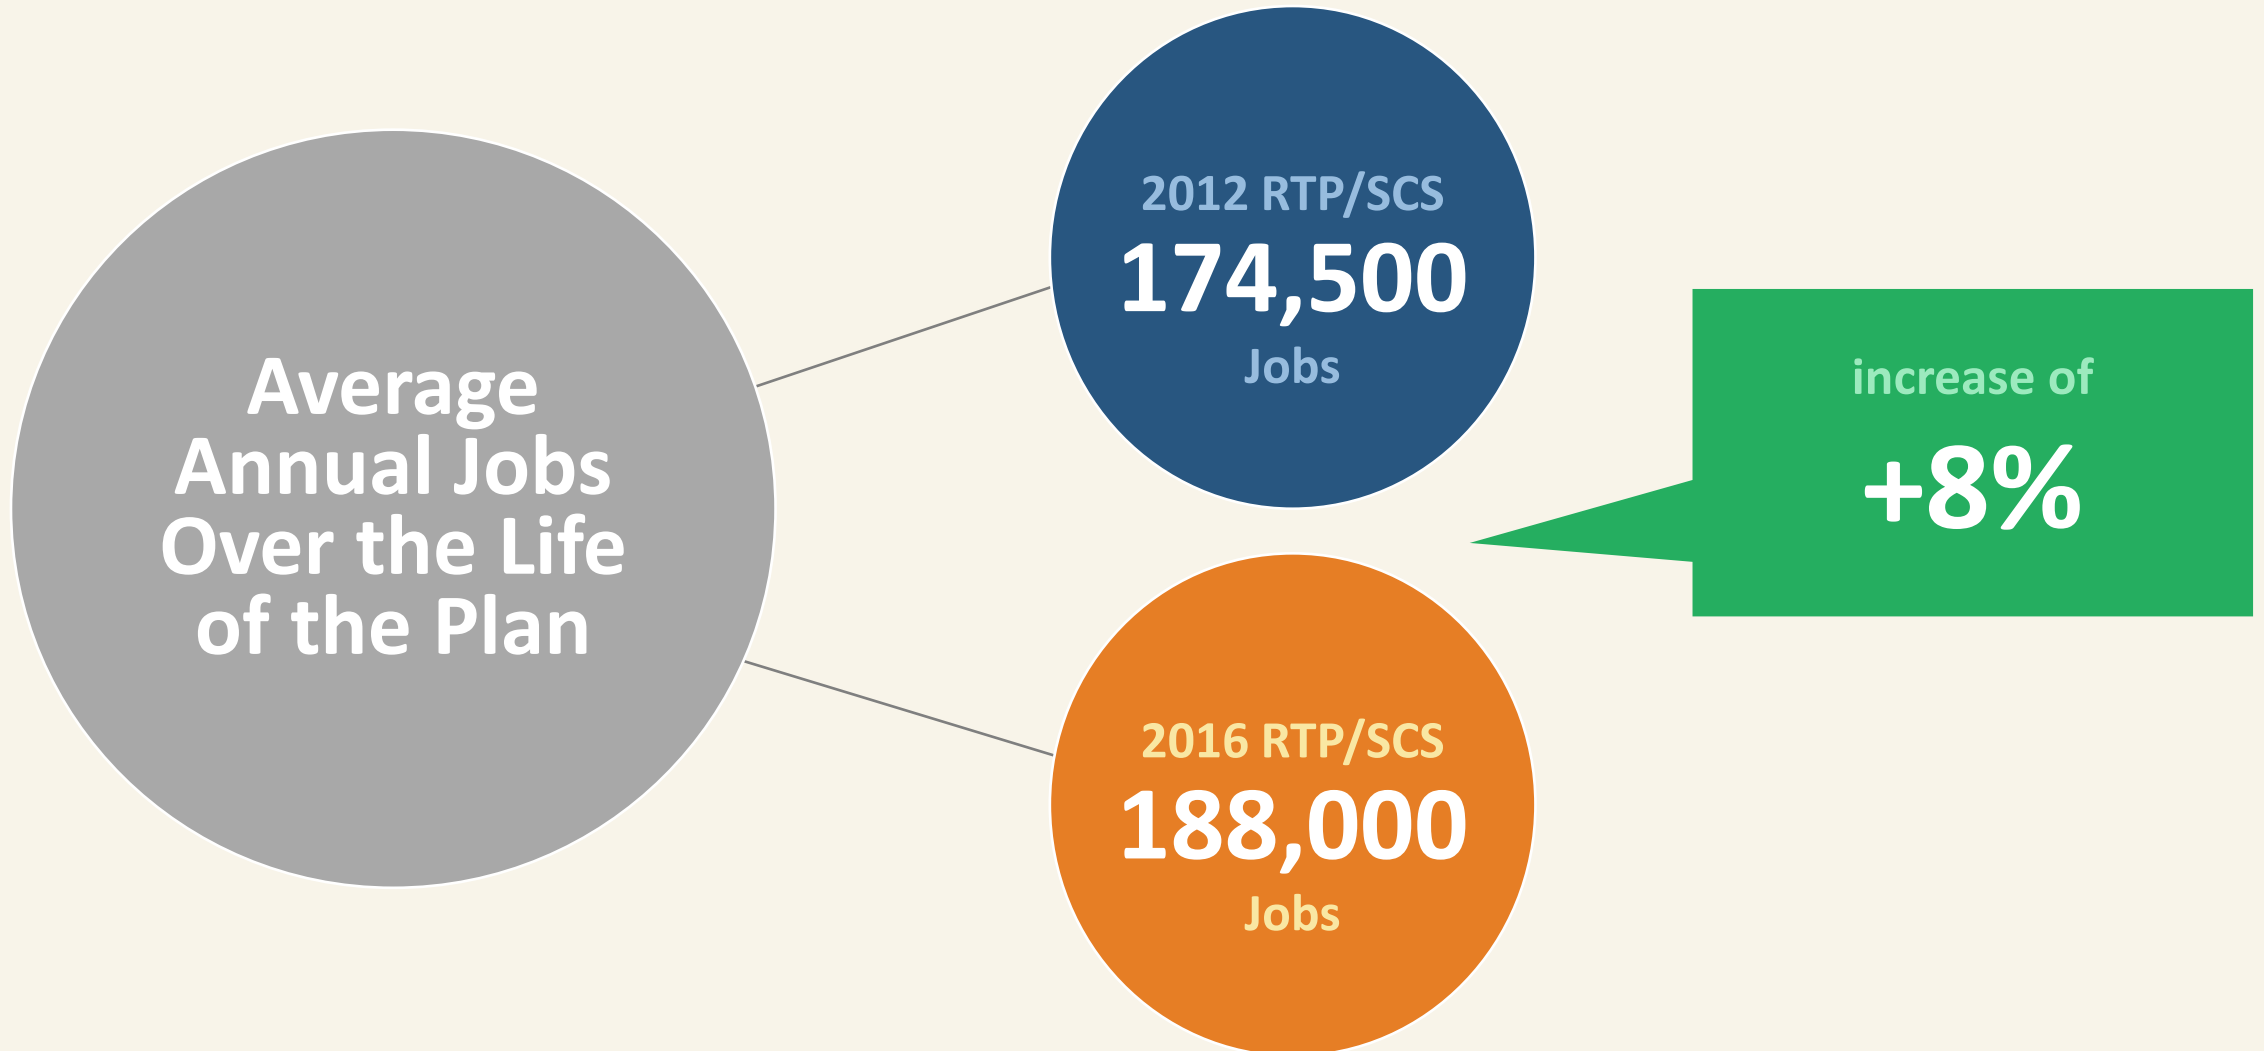 Average
Annual Jobs
Over the Life
of the Plan
2012 RTP/SCS
174,500
Jobs
2016 RTP/SCS
188,000
Jobs
increase of
+8%